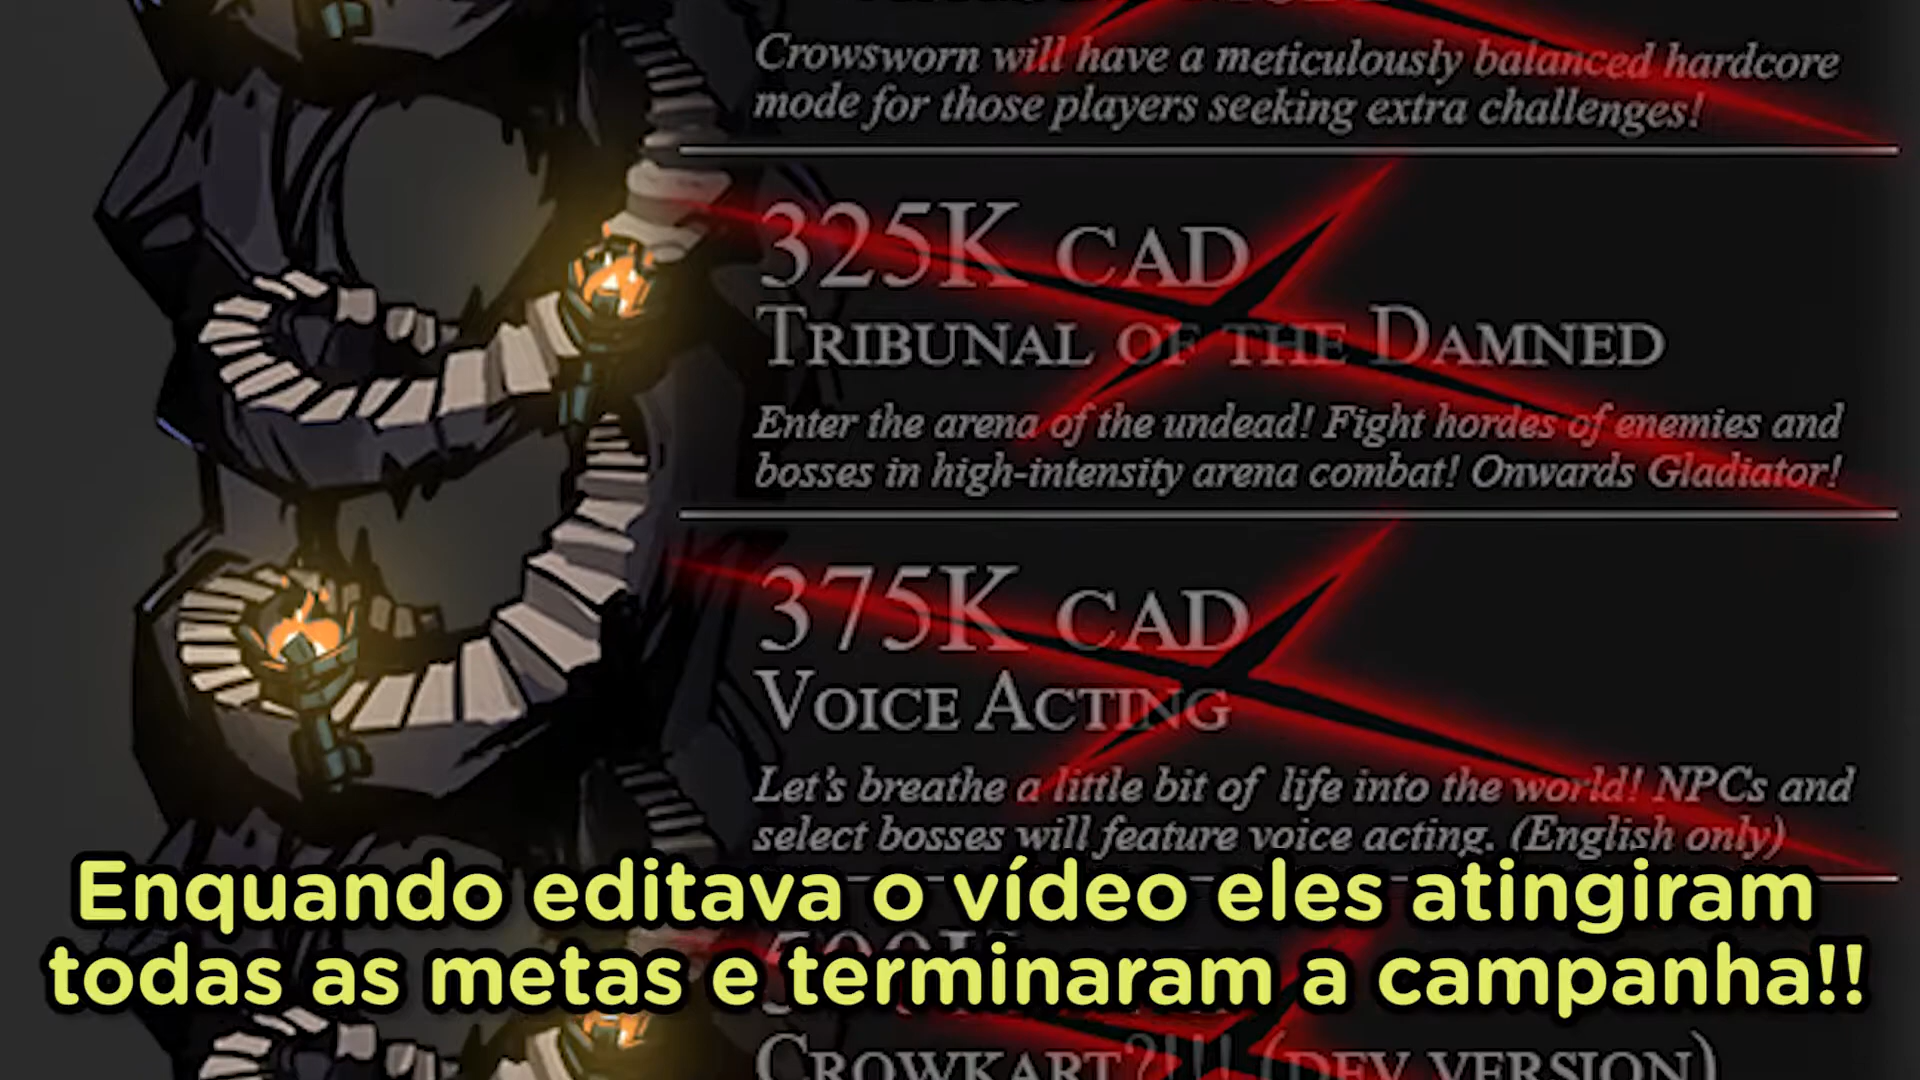 Crowsworn will have a meticulously balanced hardcore
mode for those players seeking extra challenges!
325K CAD
TRIBUNAL OF THE DAMNED
Enter the arena of the undead! Fight hordes of enemies and
bosses in high-intensity arena combat! Onwards Gladiator!
375K CAD
VOICE ACTING
Let's breathe a little bit of life into the world! NPCs and
select bosses will feature voice acting. (English only)
Enquando editava o vídeo eles atingiram
todas as metas e terminaram a campanha!!
CROWKART?!!! (DEV VERSION)